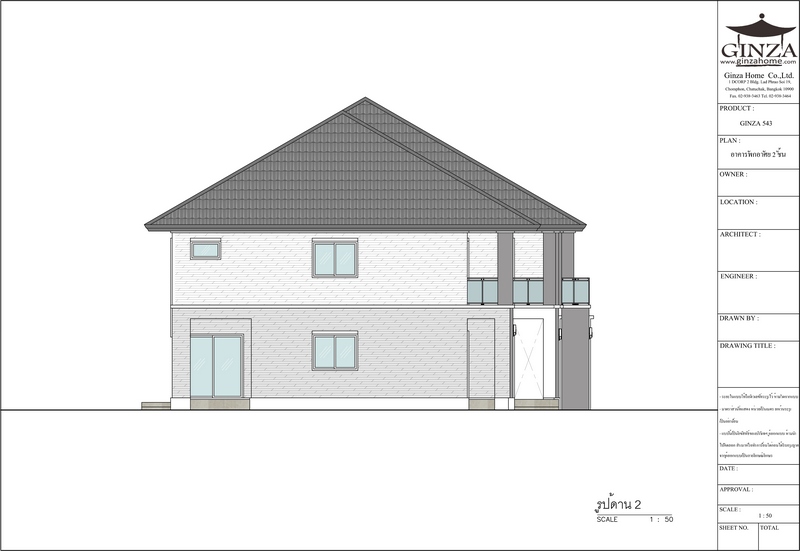 รูปด้าน 2
SCALE 1 : 50
GINZA
www.ginzahome.com
Ginza Home Co.,Ltd.
1 DCORP 2 Bldg, Lad Phrao Soi 19,
Chomphon, Chatuchak, Bangkok 10900
Fax. 02-938-3463 Tel. 02-938-3464
PRODUCT :
GINZA 543
PLAN :
อาคารพักอาศัย 2 ชั้น
OWNER :
LOCATION :
ARCHITECT :
ENGINEER :
DRAWN BY :
DRAWING TITLE :
DATE :
APPROVAL :
SCALE :
1 : 50
SHEET NO. TOTAL